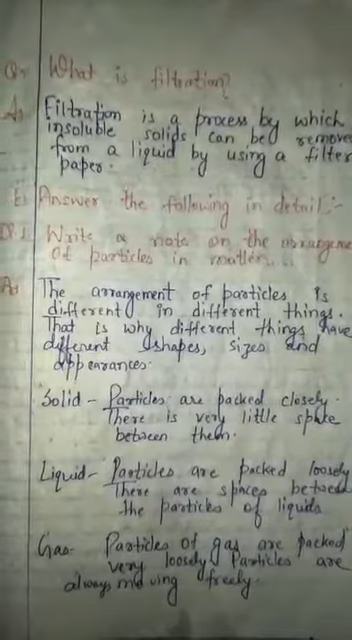 Q. What is filtration?
A. Filtration is a process by which
insoluble solids can be remove
from a liquid by using a filter
paper.
E. Answer the following in detail:-
Q1. Write a note on the arrangeme
of particles in matter...
A. The arrangement of particles is
different in different things.
That is why different things have
different shapes, sizes and
appearances.
Solid - Particles are packed closely.
There is very little space
between them.
Liquid- Particles are packed loosely
There are spaces between
the particles of liquids
Gas- Particles of gas are packed
very loosely Particles are
always moving freely.